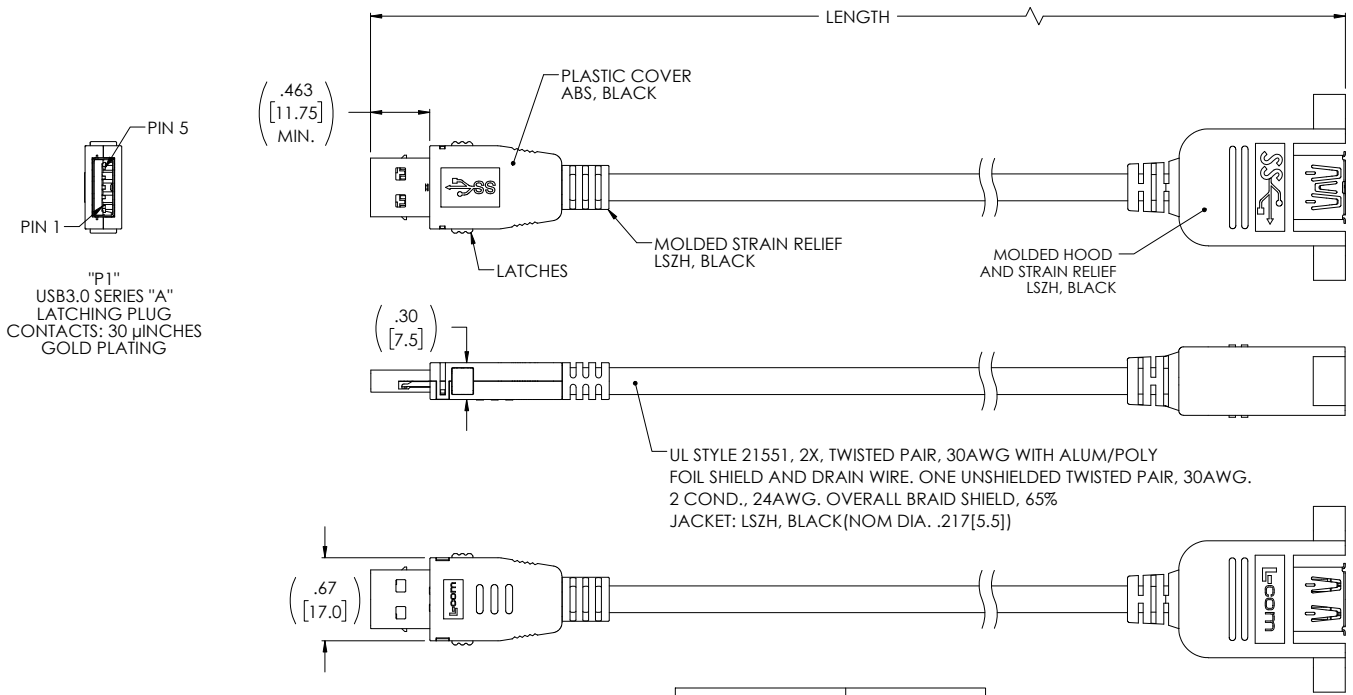 LENGTH
.463
[11.75]
MIN.
PLASTIC COVER
ABS, BLACK
PIN 5
PIN 1
SS
SS
MOLDED STRAIN RELIEF
LSZH, BLACK
LATCHES
MOLDED HOOD
AND STRAIN RELIEF
LSZH, BLACK
"P1"
USB3.0 SERIES "A"
LATCHING PLUG
CONTACTS: 30 µINCHES
GOLD PLATING
.30
[7.5]
UL STYLE 21551, 2X, TWISTED PAIR, 30AWG WITH ALUM/POLY
FOIL SHIELD AND DRAIN WIRE. ONE UNSHIELDED TWISTED PAIR, 30AWG.
2 COND., 24AWG. OVERALL BRAID SHIELD, 65%
JACKET: LSZH, BLACK(NOM DIA. .217[5.5])
.67
[17.0]
L-com
L-com